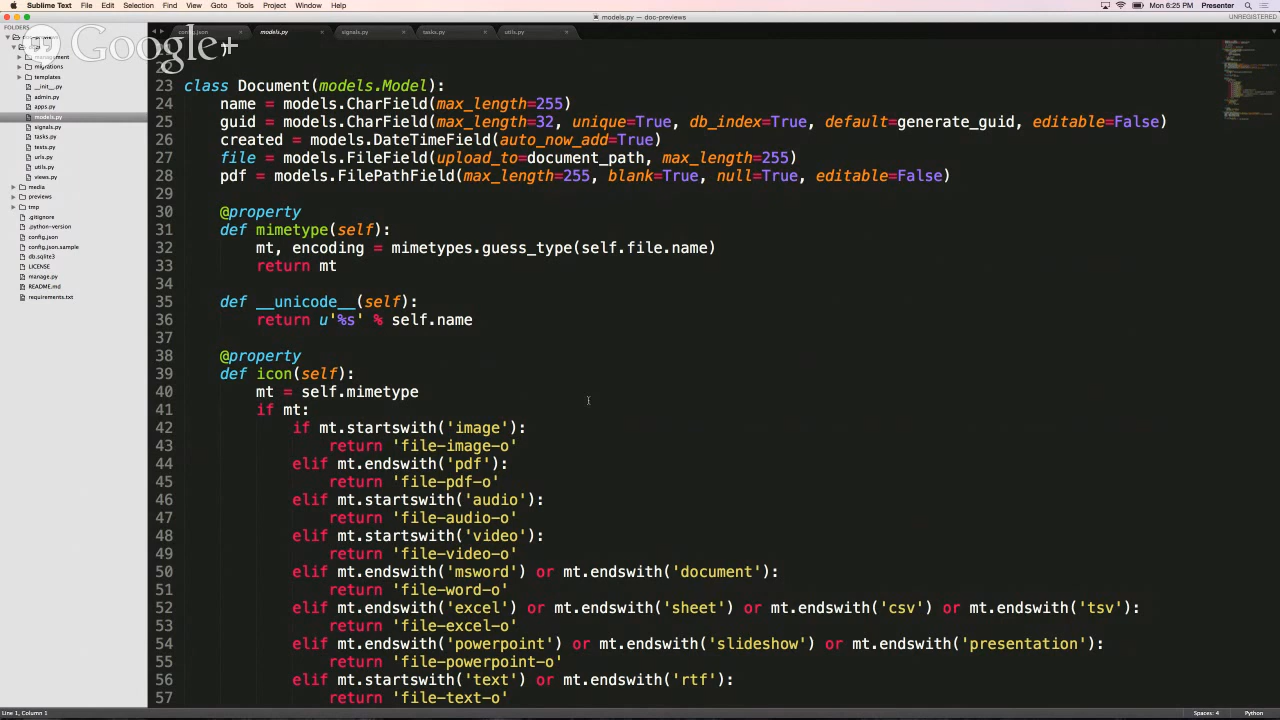 Sublime Text File Edit Selection Find View Goto Tools Project Window Help Mon 6:25 PM Presenter
models.py — doc-previews UNREGISTERED
FOLDERS
config.json models.py signals.py tasks.py utils.py
Google+
management
migrations
templates
__init__.py
admin.py
apps.py
models.py
signals.py
tasks.py
tests.py
urls.py
utils.py
views.py
media
previews
tmp
.gitignore
.python-version
config.json
config.json.sample
db.sqlite3
LICENSE
manage.py
README.md
requirements.txt
23 class Document(models.Model):
24 name = models.CharField(max_length=255)
25 guid = models.CharField(max_length=32, unique=True, db_index=True, default=generate_guid, editable=False)
26 created = models.DateTimeField(auto_now_add=True)
27 file = models.FileField(upload_to=document_path, max_length=255)
28 pdf = models.FilePathField(max_length=255, blank=True, null=True, editable=False)
29
30 @property
31 def mimetype(self):
32 mt, encoding = mimetypes.guess_type(self.file.name)
33 return mt
34
35 def __unicode__(self):
36 return u'%s' % self.name
37
38 @property
39 def icon(self):
40 mt = self.mimetype
41 if mt:
42 if mt.startswith('image'):
43 return 'file-image-o'
44 elif mt.endswith('pdf'):
45 return 'file-pdf-o'
46 elif mt.startswith('audio'):
47 return 'file-audio-o'
48 elif mt.startswith('video'):
49 return 'file-video-o'
50 elif mt.endswith('msword') or mt.endswith('document'):
51 return 'file-word-o'
52 elif mt.endswith('excel') or mt.endswith('sheet') or mt.endswith('csv') or mt.endswith('tsv'):
53 return 'file-excel-o'
54 elif mt.endswith('powerpoint') or mt.endswith('slideshow') or mt.endswith('presentation'):
55 return 'file-powerpoint-o'
56 elif mt.startswith('text') or mt.endswith('rtf'):
57 return 'file-text-o'
Line 1, Column 1 Spaces: 4 Python